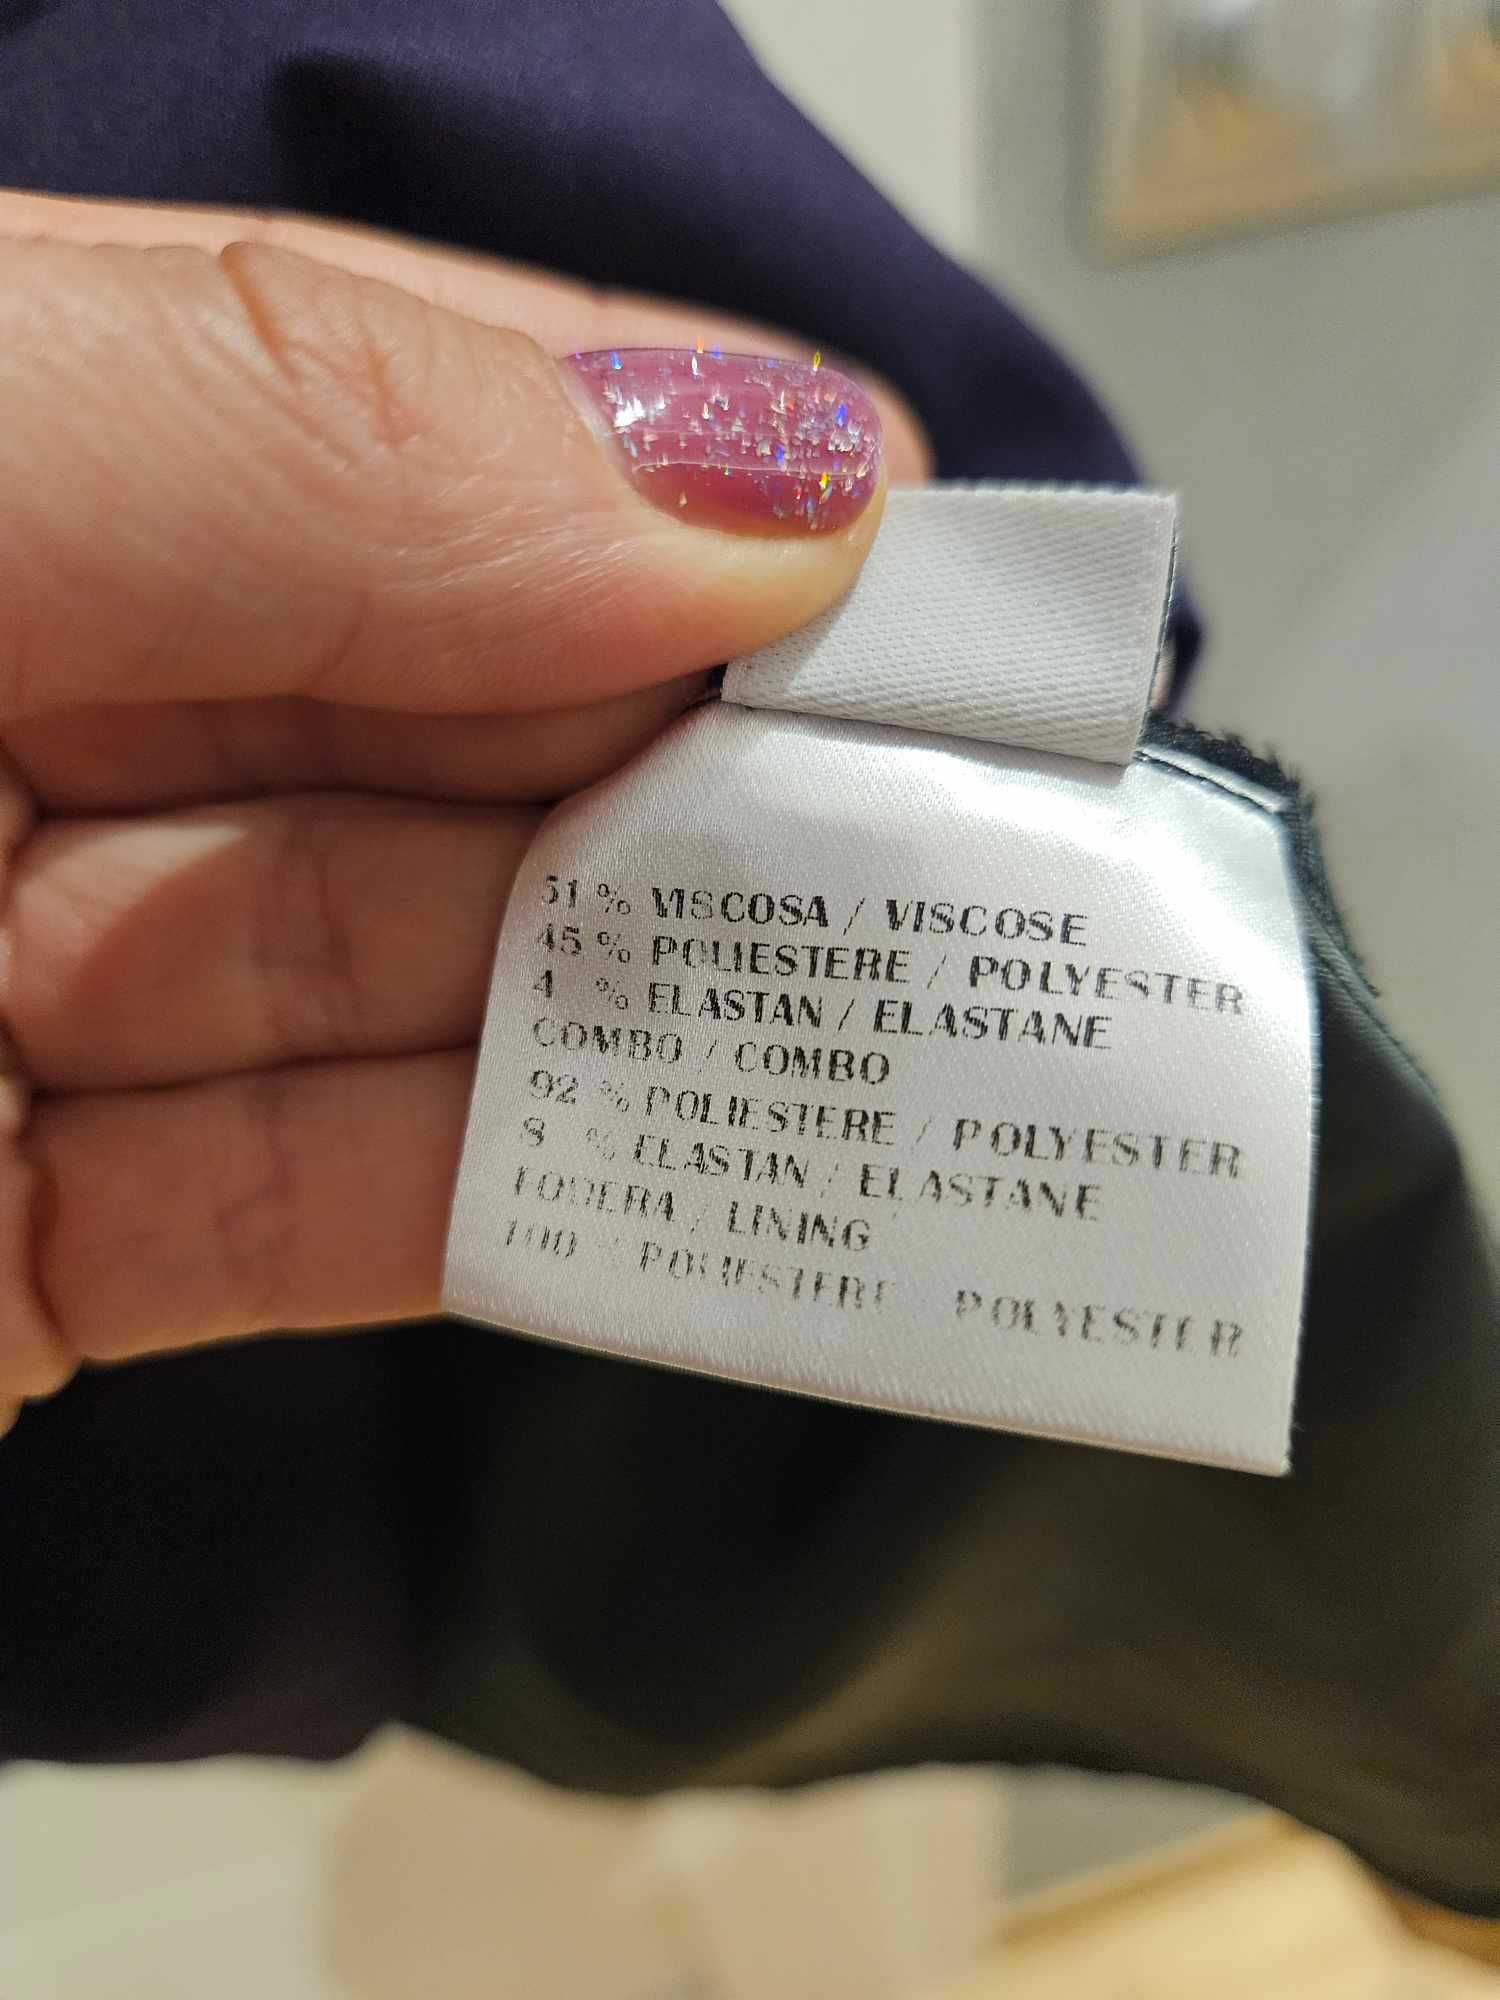 51 % VISCOSA / VISCOSE
45 % POLIESTERE / POLYESTER
4 % ELASTAN / ELASTANE
COMBO / COMBO
92 % POLIESTERE / POLYESTER
8 % ELASTAN / ELASTANE
FODERA / LINING
100 % POLIESTERE POLYESTER